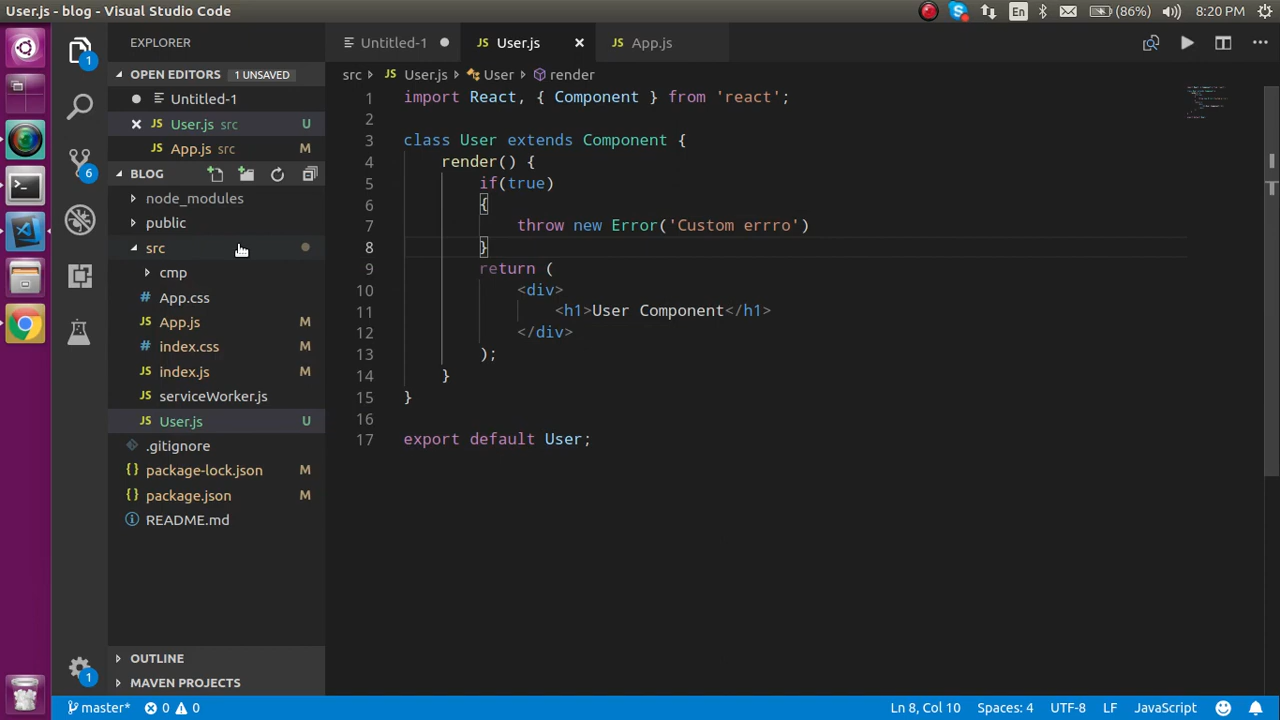 User.js - blog - Visual Studio Code
En
(86%)
8:20 PM
1
EXPLORER
Untitled-1
User.js
App.js
OPEN EDITORS 1 UNSAVED
src User.js User render
Untitled-1
User.js src U
App.js src M
6
BLOG
node_modules
public
src
cmp
App.css
App.js M
index.css M
index.js M
serviceWorker.js
User.js U
.gitignore
package-lock.json M
package.json M
README.md
OUTLINE
MAVEN PROJECTS
1
1 import React, { Component } from 'react';
2
3 class User extends Component {
4 render() {
5 if(true)
6 {
7 throw new Error('Custom errro')
8 }
9 return (
10 <div>
11 <h1>User Component</h1>
12 </div>
13 );
14 }
15 }
16
17 export default User;
master* 0 0
Ln 8, Col 10 Spaces: 4 UTF-8 LF JavaScript